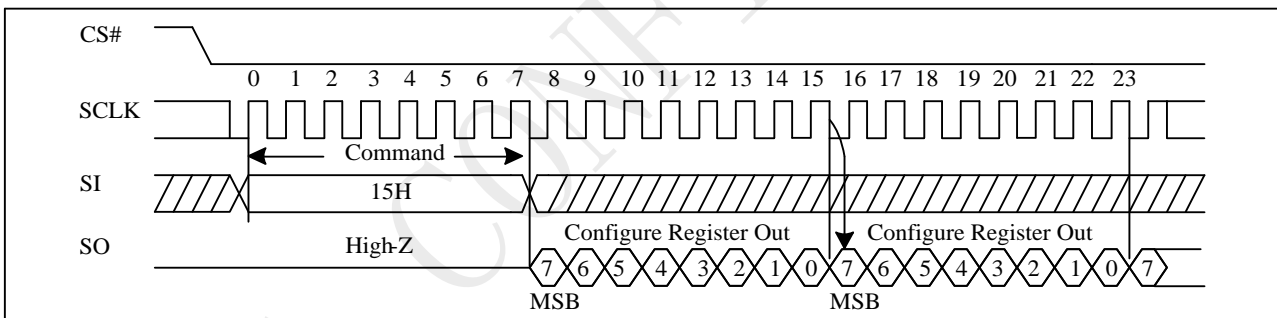 CS#
0 1 2 3 4 5 6 7 8 9 10 11 12 13 14 15 16 17 18 19 20 21 22 23
SCLK
Command
SI
15H
SO
High-Z
Configure Register Out Configure Register Out
7 6 5 4 3 2 1 0 7 6 5 4 3 2 1 0 7
MSB MSB